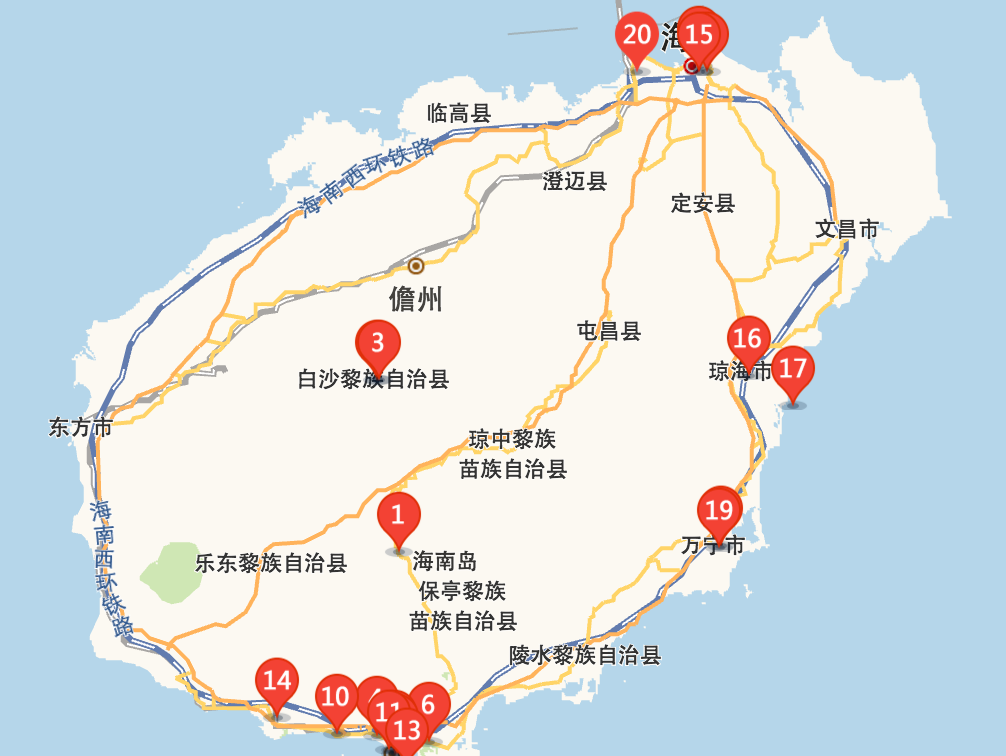 20
海
15
临高县
海南西环铁路
澄迈县
定安县
文昌市
儋州
屯昌县
16
3
琼海市
17
白沙黎族自治县
东方市
琼中黎族
苗族自治县
海南西环铁路
1
19
万宁市
乐东黎族自治县
海南岛
保亭黎族
苗族自治县
陵水黎族自治县
14
10
6
11
13